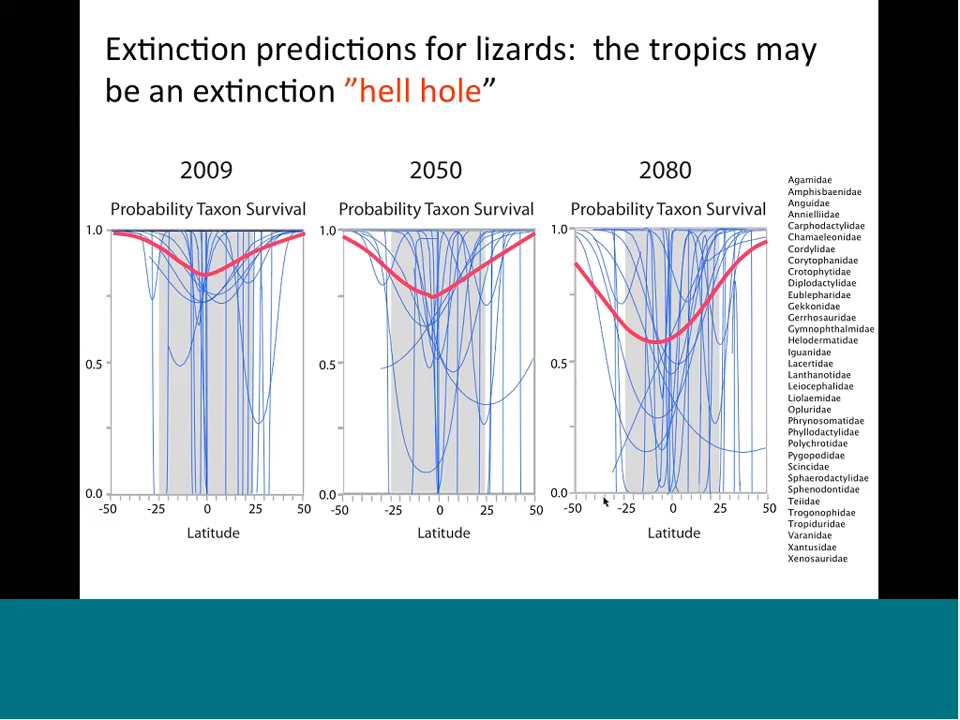 Extinction predictions for lizards:  the tropics may
be an extinction ”hell hole”
2009
Probability Taxon Survival
1.0
0.5
0.0
-50 -25 0 25 50
Latitude
2050
Probability Taxon Survival
1.0
0.5
0.0
-50 -25 0 25 50
Latitude
2080
Probability Taxon Survival
1.0
0.5
0.0
-50 -25 0 25 50
Latitude
Agamidae
Amphisbaenidae
Anguidae
Annielliidae
Carphodactylidae
Chamaeleonidae
Cordylidae
Corytophanidae
Crotophytidae
Diplodactylidae
Eublepharidae
Gekkonidae
Gerrhosauridae
Gymnophthalmidae
Helodermatidae
Iguanidae
Lacertidae
Lanthanotidae
Leiocephalidae
Liolaemidae
Opluridae
Phrynosomatidae
Phyllodactylidae
Polychrotidae
Pygopodidae
Scincidae
Sphaerodactylidae
Sphenodontidae
Teiidae
Trogonophidae
Tropiduridae
Varanidae
Xantusidae
Xenosauridae